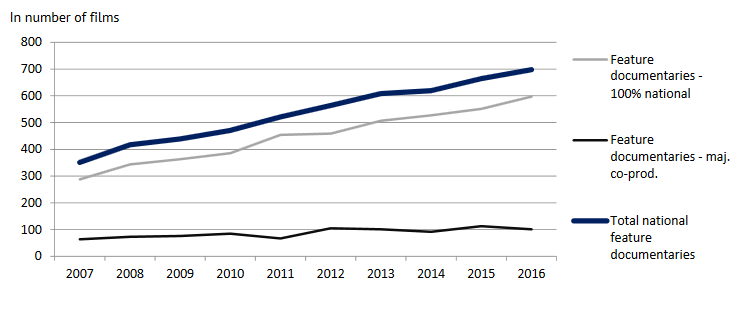 In number of films
800
700
600
500
400
300
200
100
0
2007 2008 2009 2010 2011 2012 2013 2014 2015 2016
Feature
documentaries -
100% national
Feature
documentaries - maj.
co-prod.
Total national
feature
documentaries